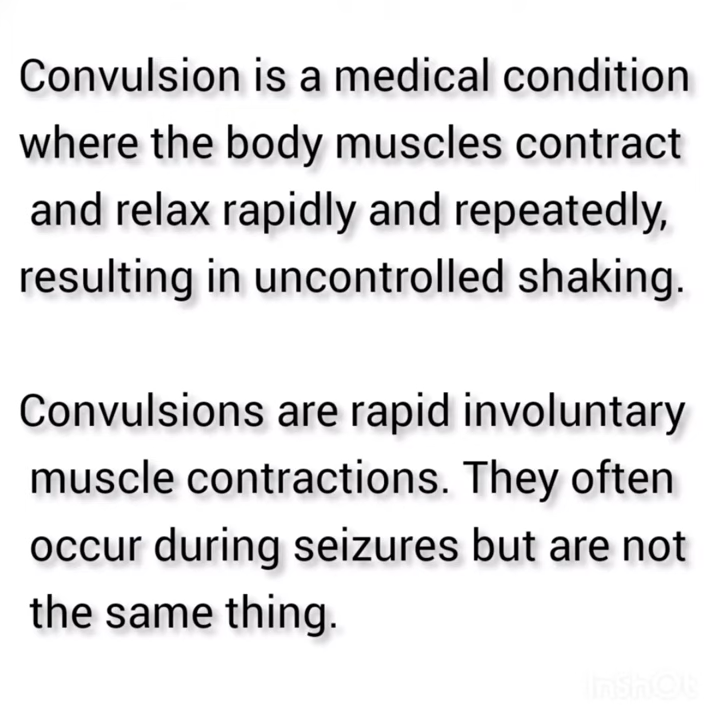 Convulsion is a medical condition
where the body muscles contract
and relax rapidly and repeatedly,
resulting in uncontrolled shaking.
Convulsions are rapid involuntary
muscle contractions. They often
occur during seizures but are not
the same thing.
InShOt